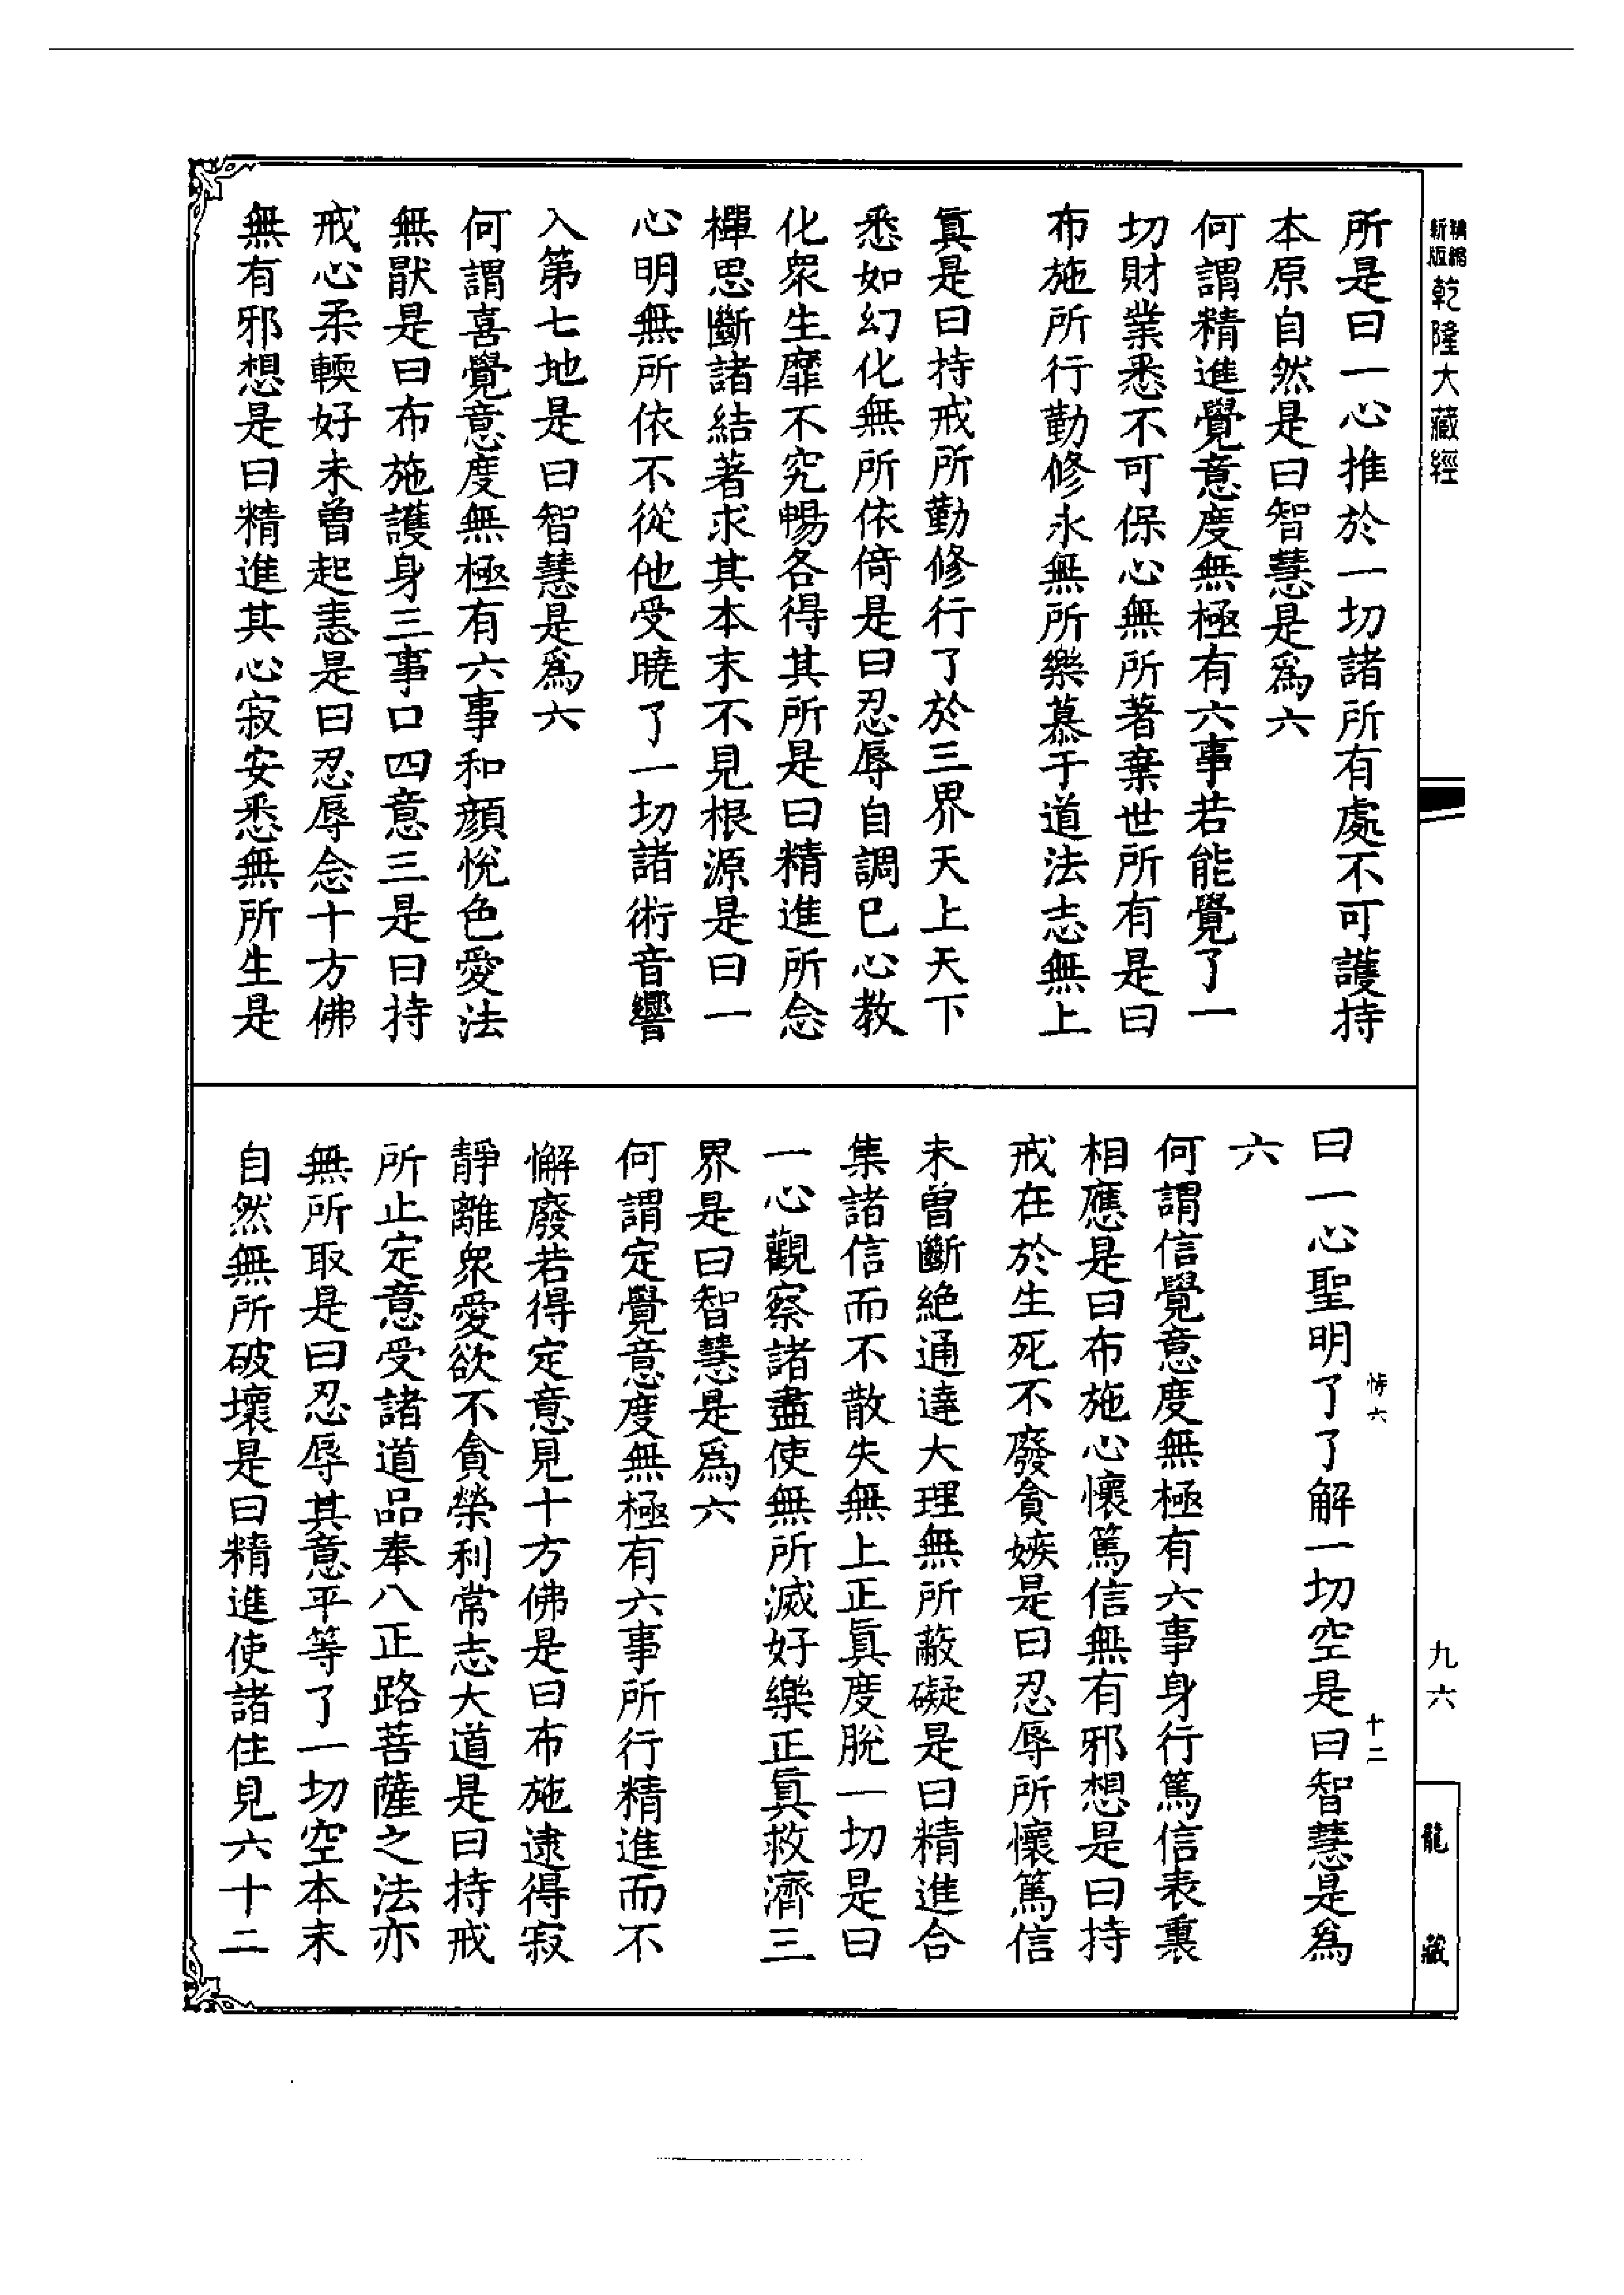 新版
精縮
乾隆大藏經
所是曰一心推於一切諸所有處不可護持
本原自然是曰智慧是爲六
何謂精進覺意度無極有六事若能覺了一
切財業悉不可保心無所著棄世所有是曰
布施所行勤修永無所樂慕于道法志無上
眞是曰持戒所勤修行了於三界天上天下
悉如幻化無所依倚是曰忍辱自調已心教
化衆生靡不究暢各得其所是曰精進所念
禪思斷諸結著求其本末不見根源是曰一
心明無所依不從他受曉了一切諸術音響
入第七地是曰智慧是爲六
何謂喜覺意度無極有六事和顔悅色愛法
無猒是曰布施護身三事口四意三是曰持
戒心柔輭好未曾起恚是曰忍辱念十方佛
無有邪想是曰精進其心寂安悉無所生是
曰一心聖明了了解一切空是曰智慧是爲
六
何謂信覺意度無極有六事身行篤信表裏
相應是曰布施心懷篤信無有邪想是曰持
戒在於生死不廢貪嫉是曰忍辱所懷篤信
未曾斷絶通達大理無所蔽礙是曰精進合
集諸信而不散失無上正眞度脫一切是曰
一心觀察諸盡使無所滅好樂正眞救濟三
界是曰智慧是爲六
何謂定覺意度無極有六事所行精進而不
懈廢若得定意見十方佛是曰布施逮得寂
靜離衆愛欲不貪榮利常志大道是曰持戒
所止定意受諸道品奉八正路菩薩之法亦
無所取是曰忍辱其意平等了一切空本末
自然無所破壞是曰精進使諸住見六十二
六
十二
九六
龍藏